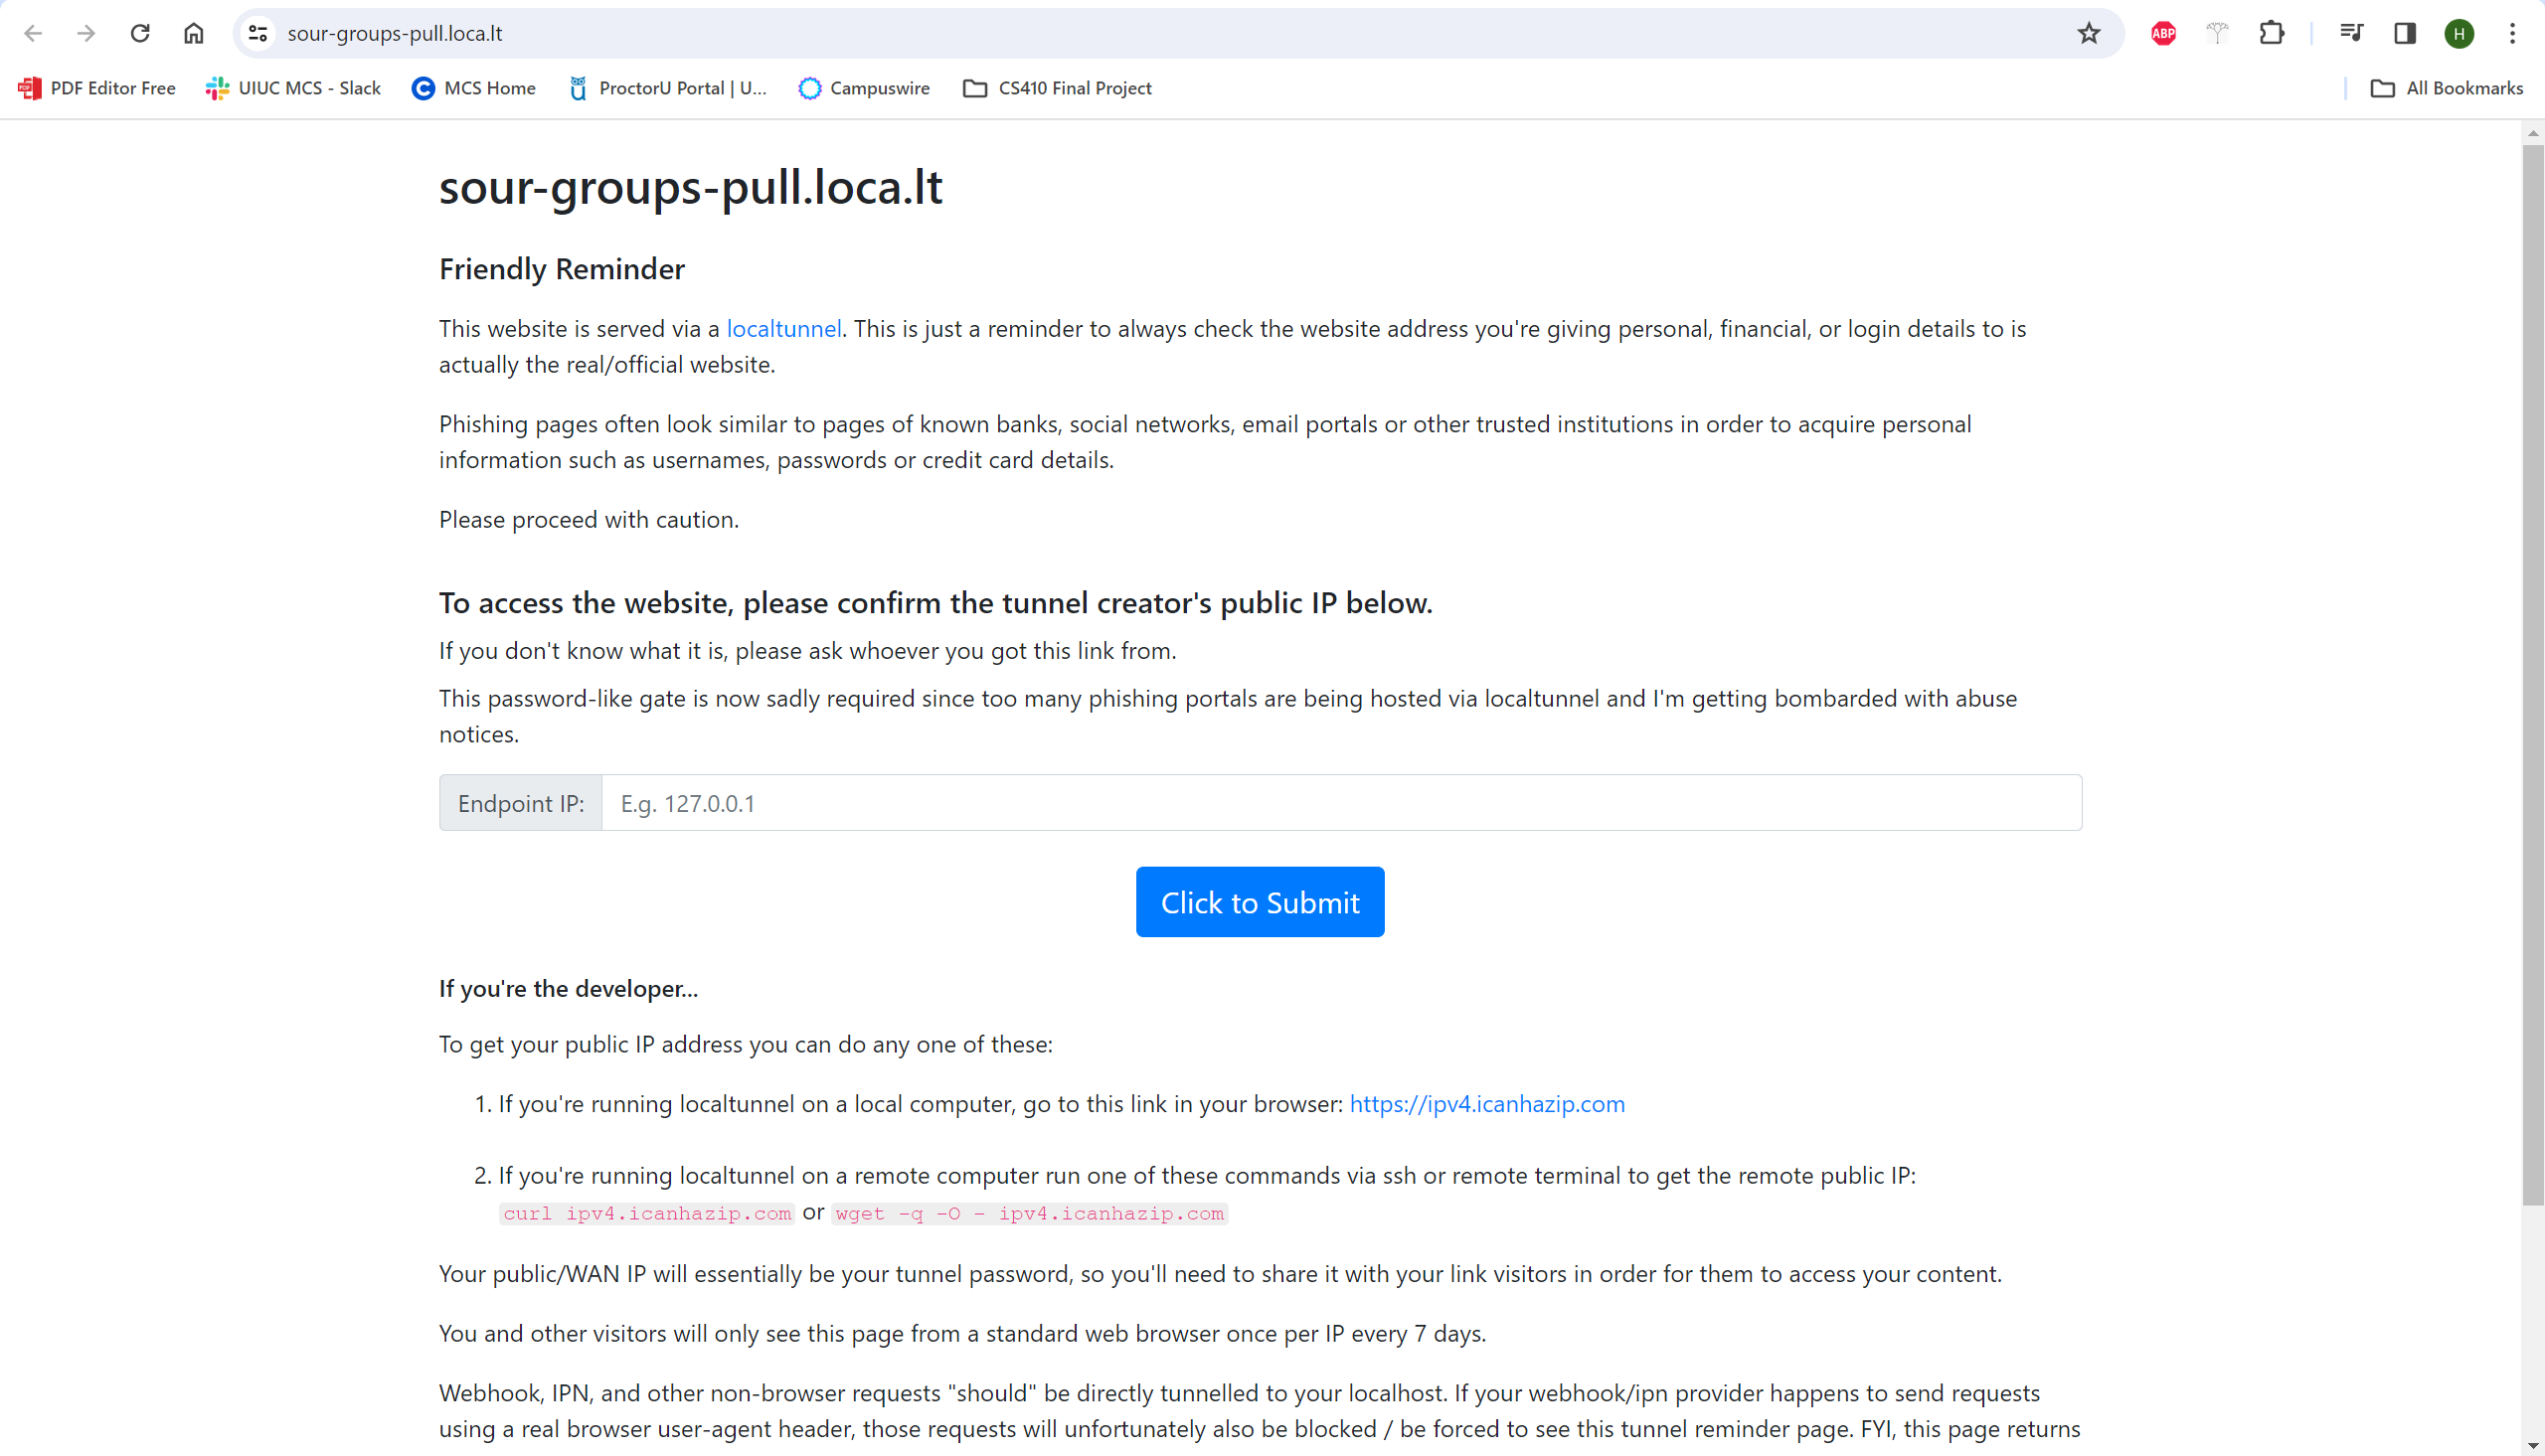 sour-groups-pull.loca.lt
ABP
H
PDF Editor Free
UIUC MCS - Slack
MCS Home
ProctorU Portal | U...
Campuswire
CS410 Final Project
All Bookmarks
sour-groups-pull.loca.lt
Friendly Reminder
This website is served via a localtunnel. This is just a reminder to always check the website address you're giving personal, financial, or login details to is
actually the real/official website.
Phishing pages often look similar to pages of known banks, social networks, email portals or other trusted institutions in order to acquire personal
information such as usernames, passwords or credit card details.
Please proceed with caution.
To access the website, please confirm the tunnel creator's public IP below.
If you don't know what it is, please ask whoever you got this link from.
This password-like gate is now sadly required since too many phishing portals are being hosted via localtunnel and I'm getting bombarded with abuse
notices.
Endpoint IP: E.g. 127.0.0.1
Click to Submit
If you're the developer...
To get your public IP address you can do any one of these:
1. If you're running localtunnel on a local computer, go to this link in your browser: https://ipv4.icanhazip.com
2. If you're running localtunnel on a remote computer run one of these commands via ssh or remote terminal to get the remote public IP:
curl ipv4.icanhazip.com or wget -q -O - ipv4.icanhazip.com
Your public/WAN IP will essentially be your tunnel password, so you'll need to share it with your link visitors in order for them to access your content.
You and other visitors will only see this page from a standard web browser once per IP every 7 days.
Webhook, IPN, and other non-browser requests "should" be directly tunnelled to your localhost. If your webhook/ipn provider happens to send requests
using a real browser user-agent header, those requests will unfortunately also be blocked / be forced to see this tunnel reminder page. FYI, this page returns